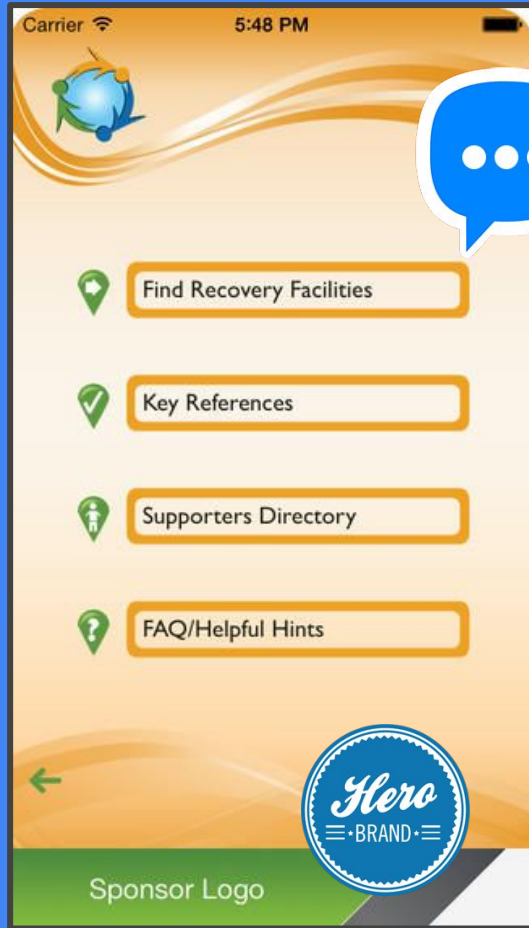 Carrier 5:48 PM
Find Recovery Facilities
Key References
Supporters Directory
FAQ/Helpful Hints
Hero
BRAND
Sponsor Logo